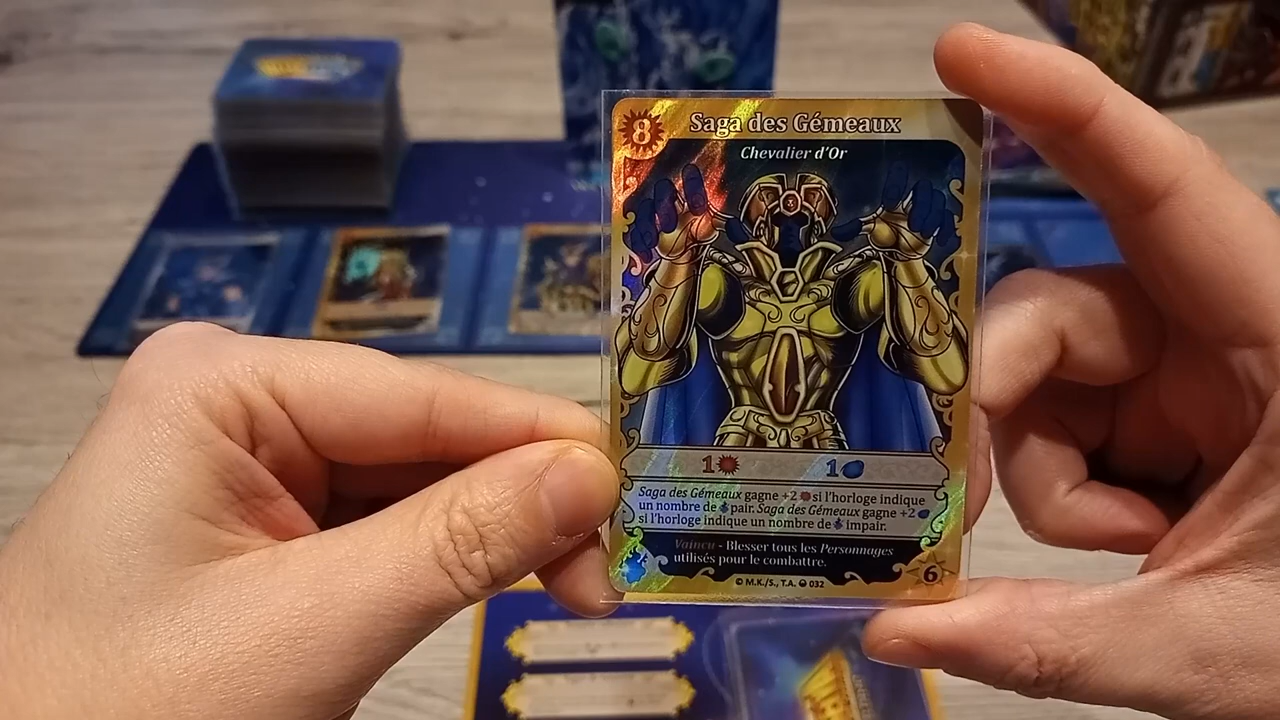 8
Saga des Gémeaux
Chevalier d'Or
1 1
Saga des Gémeaux gagne +2 si l'horloge indique
un nombre de pair. Saga des Gémeaux gagne +2
si l'horloge indique un nombre de impair.
Vaincu - Blesser tous les Personnages
utilisés pour le combattre.
6
© M.K./S., T.A. 032